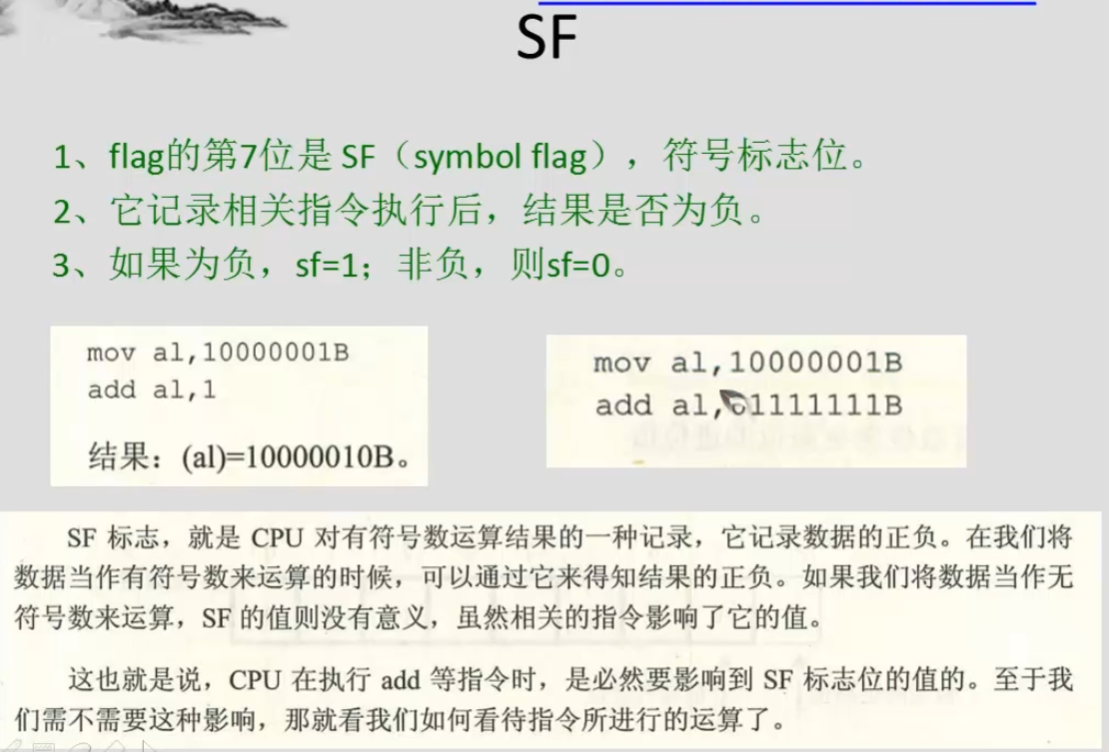 SF
1、flag的第7位是 SF（symbol flag），符号标志位。
2、它记录相关指令执行后，结果是否为负。
3、如果为负，sf=1；非负，则sf=0。
mov al,10000001B
add al,1
结果：(al)=10000010B。
mov al,10000001B
add al,01111111B
SF 标志，就是 CPU 对有符号数运算结果的一种记录，它记录数据的正负。在我们将
数据当作有符号数来运算的时候，可以通过它来得知结果的正负。如果我们将数据当作无
符号数来运算，SF 的值则没有意义，虽然相关的指令影响了它的值。
这也就是说，CPU 在执行 add 等指令时，是必然要影响到 SF 标志位的值的。至于我
们需不需要这种影响，那就看我们如何看待指令所进行的运算了。